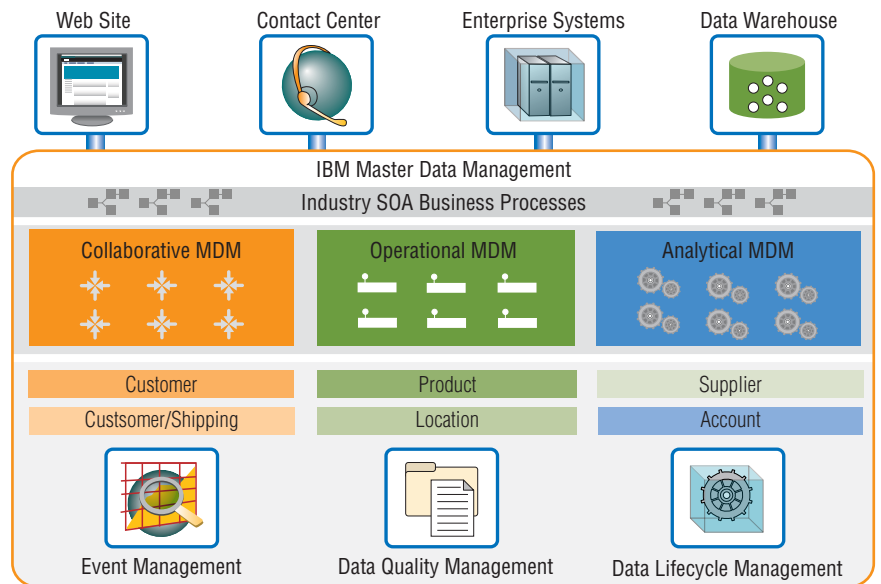 Web Site
Contact Center
Enterprise Systems
Data Warehouse
IBM Master Data Management
Industry SOA Business Processes
Collaborative MDM
Operational MDM
Analytical MDM
Customer
Product
Supplier
Custsomer/Shipping
Location
Account
Event Management
Data Quality Management
Data Lifecycle Management